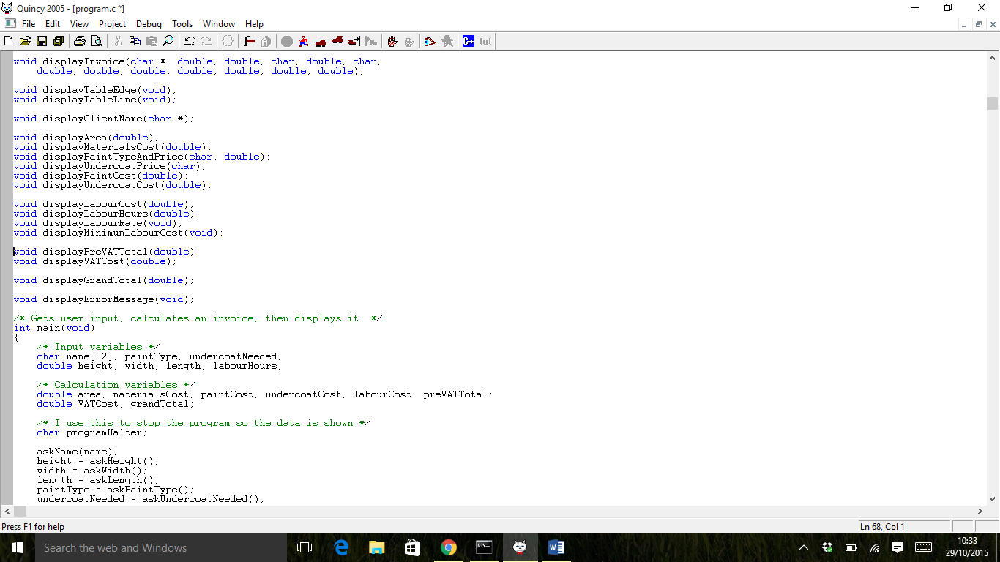 Quincy 2005 - [program.c *]
File Edit View Project Debug Tools Window Help
C++ tut
void displayInvoice(char *, double, double, char, double, char,
    double, double, double, double, double, double, double);

void displayTableEdge(void);
void displayTableLine(void);

void displayClientName(char *);

void displayArea(double);
void displayMaterialsCost(double);
void displayPaintTypeAndPrice(char, double);
void displayUndercoatPrice(char);
void displayPaintCost(double);
void displayUndercoatCost(double);

void displayLabourCost(double);
void displayLabourHours(double);
void displayLabourRate(void);
void displayMinimumLabourCost(void);

void displayPreVATTotal(double);
void displayVATCost(double);

void displayGrandTotal(double);

void displayErrorMessage(void);

/* Gets user input, calculates an invoice, then displays it. */
int main(void)
{
    /* Input variables */
    char name[32], paintType, undercoatNeeded;
    double height, width, length, labourHours;

    /* Calculation variables */
    double area, materialsCost, paintCost, undercoatCost, labourCost, preVATTotal;
    double VATCost, grandTotal;

    /* I use this to stop the program so the data is shown */
    char programHalter;

    askName(name);
    height = askHeight();
    width = askWidth();
    length = askLength();
    paintType = askPaintType();
    undercoatNeeded = askUndercoatNeeded();
Press F1 for help
Ln 68, Col 1
Search the web and Windows
10:33
29/10/2015